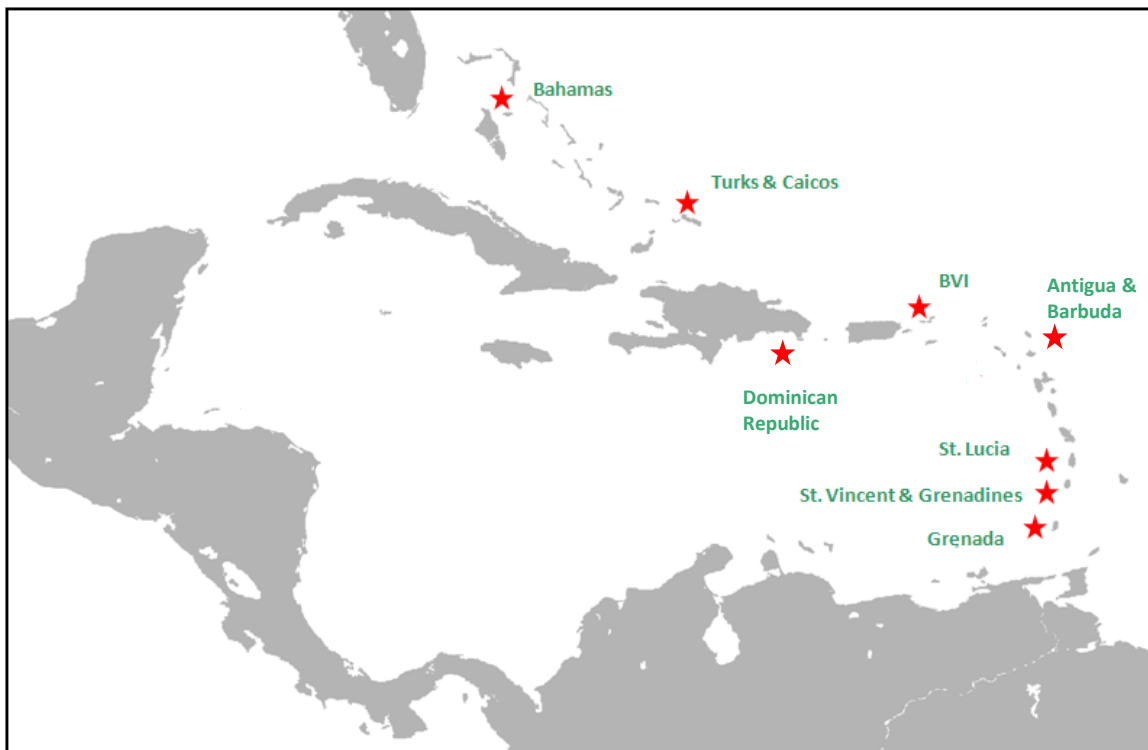 Bahamas
Turks & Caicos
BVI
Antigua &
Barbuda
Dominican
Republic
St. Lucia
St. Vincent & Grenadines
Grenada